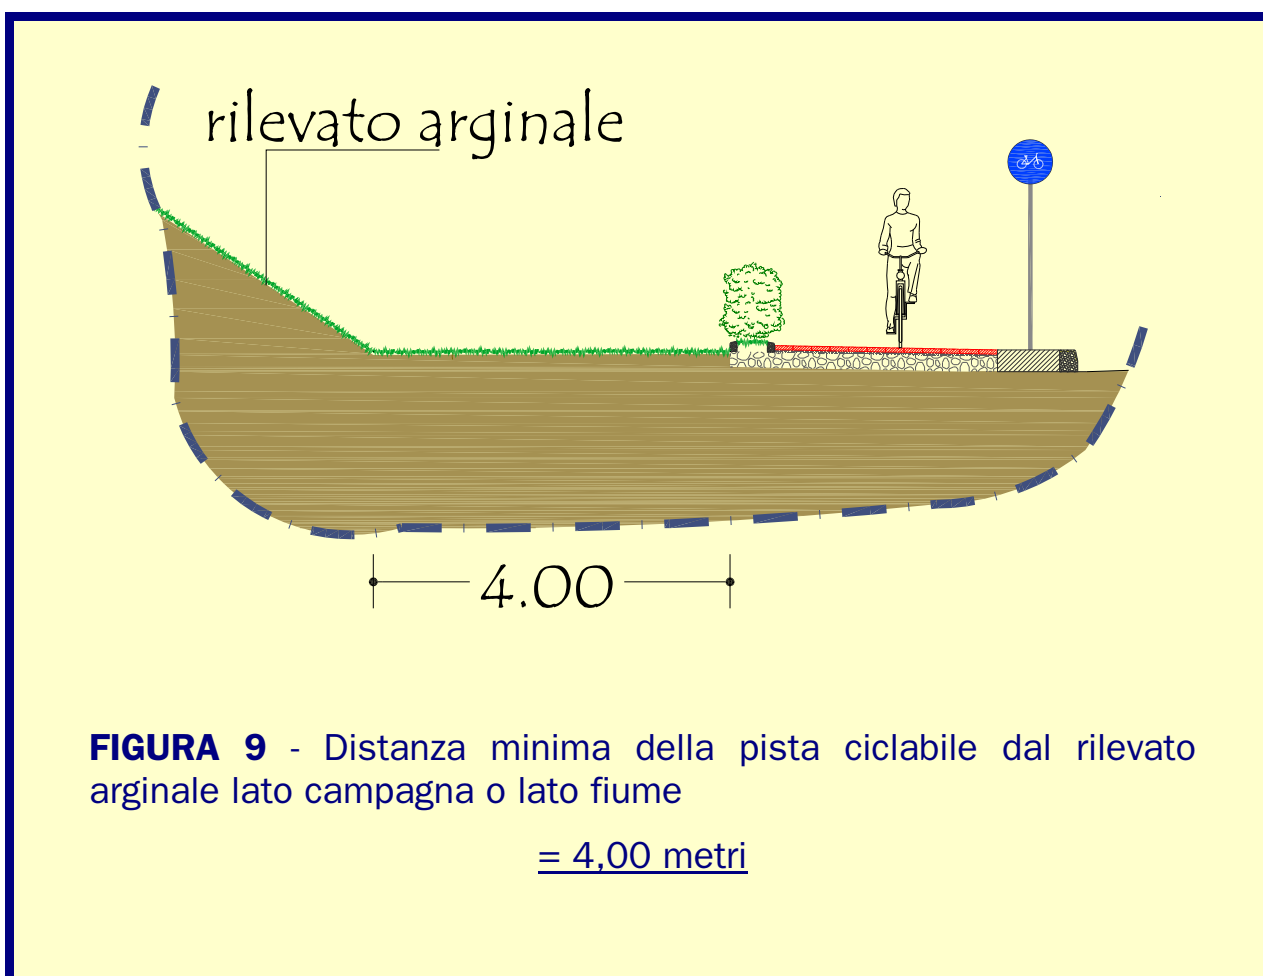 rilevato arginale
4.00
FIGURA 9 - Distanza minima della pista ciclabile dal rilevato
arginale lato campagna o lato fiume
= 4,00 metri